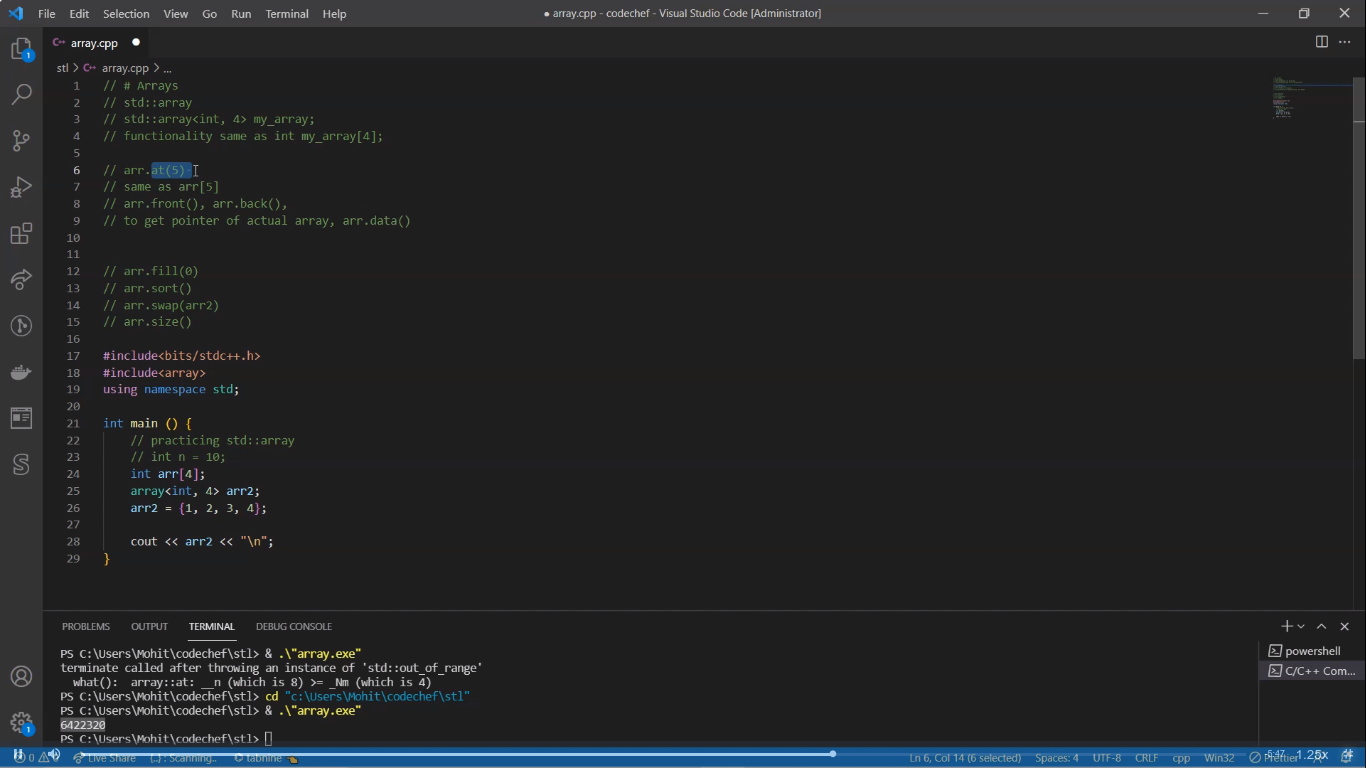 File Edit Selection View Go Run Terminal Help ● array.cpp - codechef - Visual Studio Code [Administrator]
array.cpp
stl > array.cpp > ...
1 // # Arrays
2 // std::array
3 // std::array<int, 4> my_array;
4 // functionality same as int my_array[4];
5
6 // arr.at(5)
7 // same as arr[5]
8 // arr.front(), arr.back(),
9 // to get pointer of actual array, arr.data()
10
11
12 // arr.fill(0)
13 // arr.sort()
14 // arr.swap(arr2)
15 // arr.size()
16
17 #include<bits/stdc++.h>
18 #include<array>
19 using namespace std;
20
21 int main () {
22 // practicing std::array
23 // int n = 10;
24 int arr[4];
25 array<int, 4> arr2;
26 arr2 = {1, 2, 3, 4};
27
28 cout << arr2 << "\n";
29 }
PROBLEMS OUTPUT TERMINAL DEBUG CONSOLE
PS C:\Users\Mohit\codechef\stl> & .\"array.exe"
terminate called after throwing an instance of 'std::out_of_range'
what(): array::at: __n (which is 8) >= _Nm (which is 4)
PS C:\Users\Mohit\codechef\stl> cd "c:\Users\Mohit\codechef\stl"
PS C:\Users\Mohit\codechef\stl> & .\"array.exe"
6422320
PS C:\Users\Mohit\codechef\stl>
powershell
C/C++ Com...
0 Live Share {..} : Scanning.. tabnine Ln 6, Col 14 (6 selected) Spaces: 4 UTF-8 CRLF cpp Win32 Prettier
-5:47 1.25x